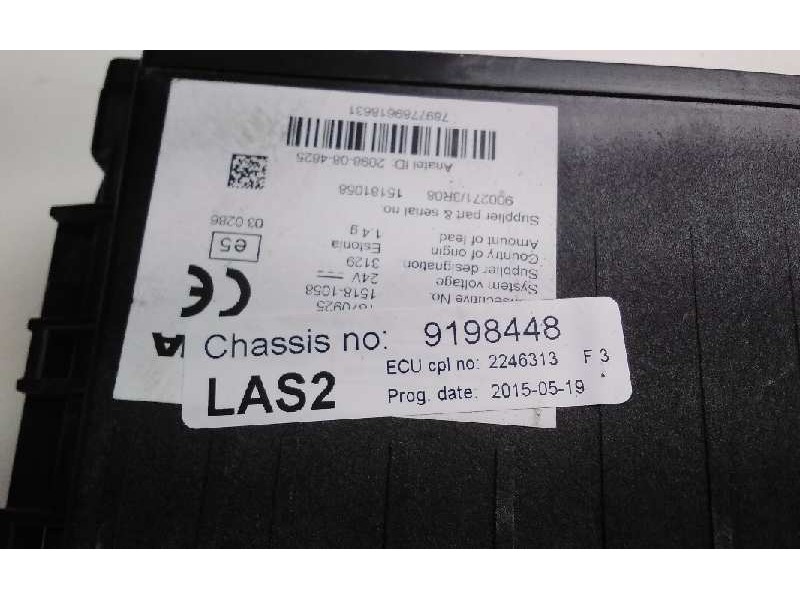 Chassis no: 9198448
LAS2
ECU cpl no: 2246313 F 3
Prog. date: 2015-05-19
1518-1058
System voltage 24V
Supplier designation 3129
Country of origin Estonia
Amount of lead 1.4 g
Supplier part & serial no
900271/3R08 15181058
Anatel ID: 2098-08-4625
7897789618631
e5
03 0286
CE